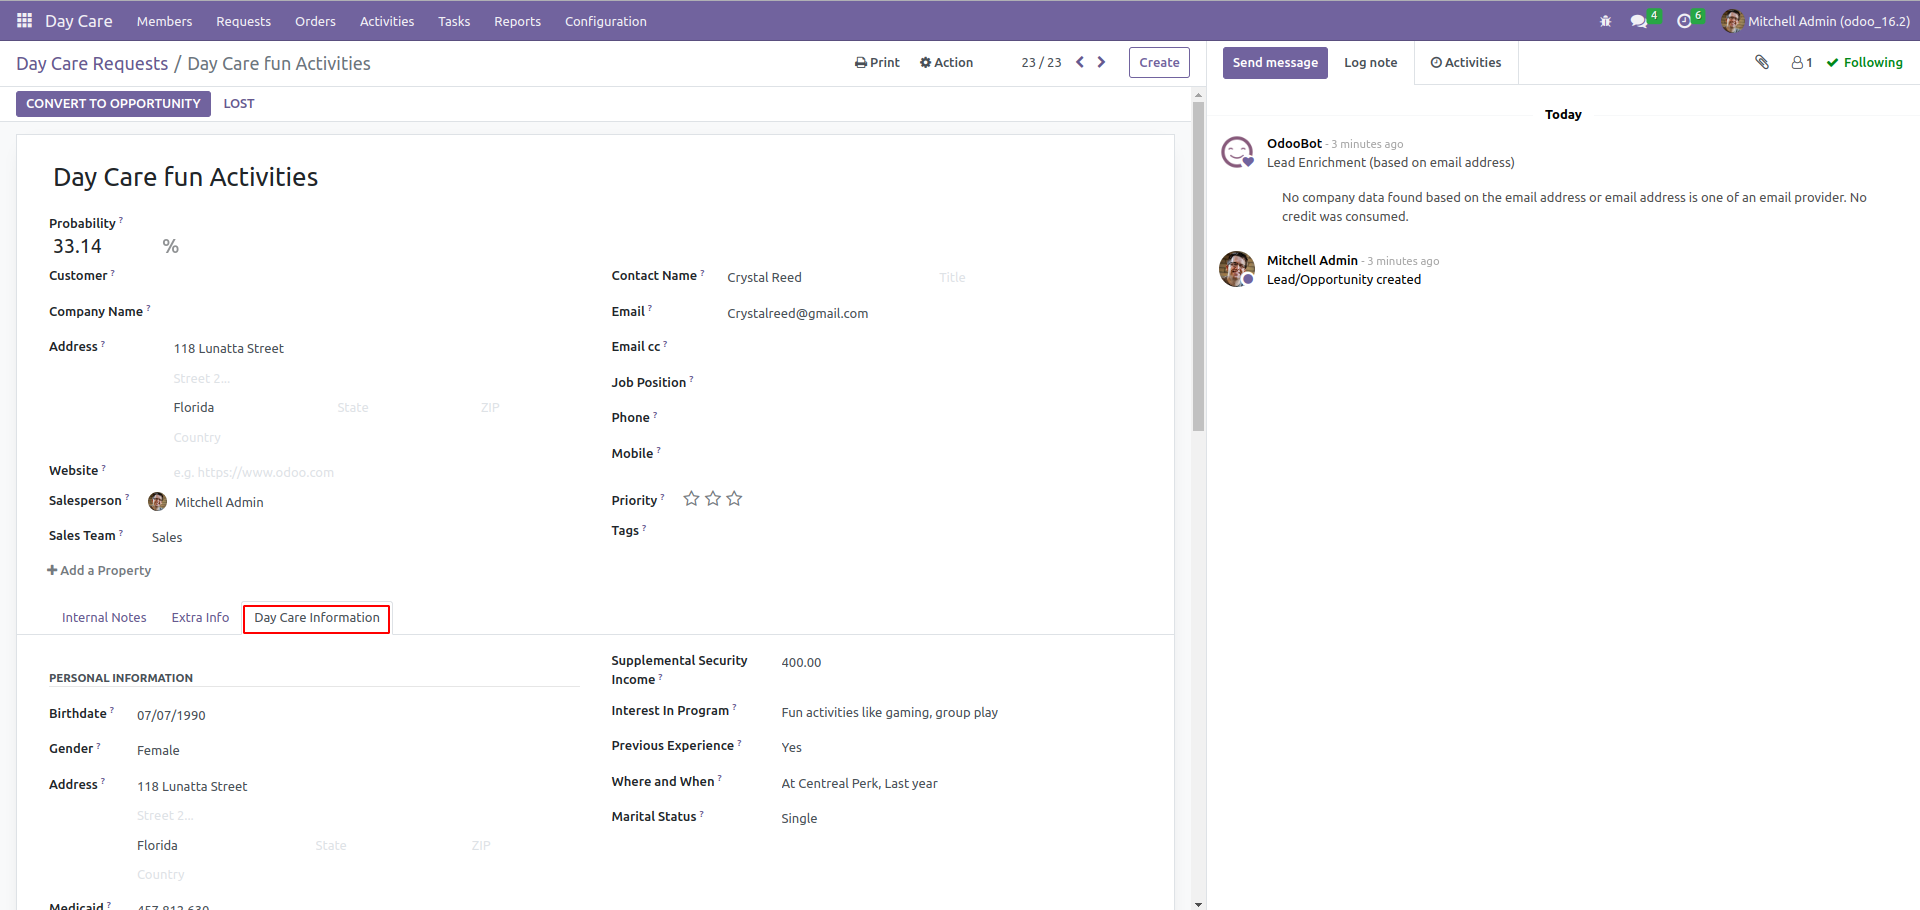 Day Care Members Requests Orders Activities Tasks Reports Configuration 4 6 Mitchell Admin (odoo_16.2)
Day Care Requests / Day Care fun Activities Print Action 23 / 23 Create
CONVERT TO OPPORTUNITY LOST
Day Care fun Activities
Probability ?
33.14 %
Customer ?
Company Name ?
Address ? 118 Lunatta Street
Street 2...
Florida State ZIP
Country
Website ? e.g. https://www.odoo.com
Salesperson ? Mitchell Admin
Sales Team ? Sales
Contact Name ? Crystal Reed Title
Email ? Crystalreed@gmail.com
Email cc ?
Job Position ?
Phone ?
Mobile ?
Priority ?
Tags ?
Add a Property
Internal Notes Extra Info Day Care Information
PERSONAL INFORMATION
Birthdate ? 07/07/1990
Gender ? Female
Address ? 118 Lunatta Street
Street 2...
Florida State ZIP
Country
Medicaid ? 457 812 630
Supplemental Security
Income ? 400.00
Interest In Program ? Fun activities like gaming, group play
Previous Experience ? Yes
Where and When ? At Centreal Perk, Last year
Marital Status ? Single
Send message Log note Activities 1 Following
Today
OdooBot - 3 minutes ago
Lead Enrichment (based on email address)
No company data found based on the email address or email address is one of an email provider. No
credit was consumed.
Mitchell Admin - 3 minutes ago
Lead/Opportunity created